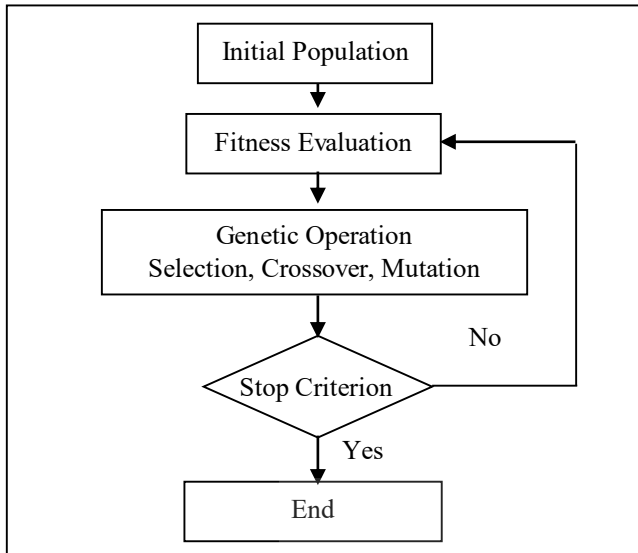 Initial Population
Fitness Evaluation
Genetic Operation
Selection, Crossover, Mutation
No
Stop Criterion
Yes
End